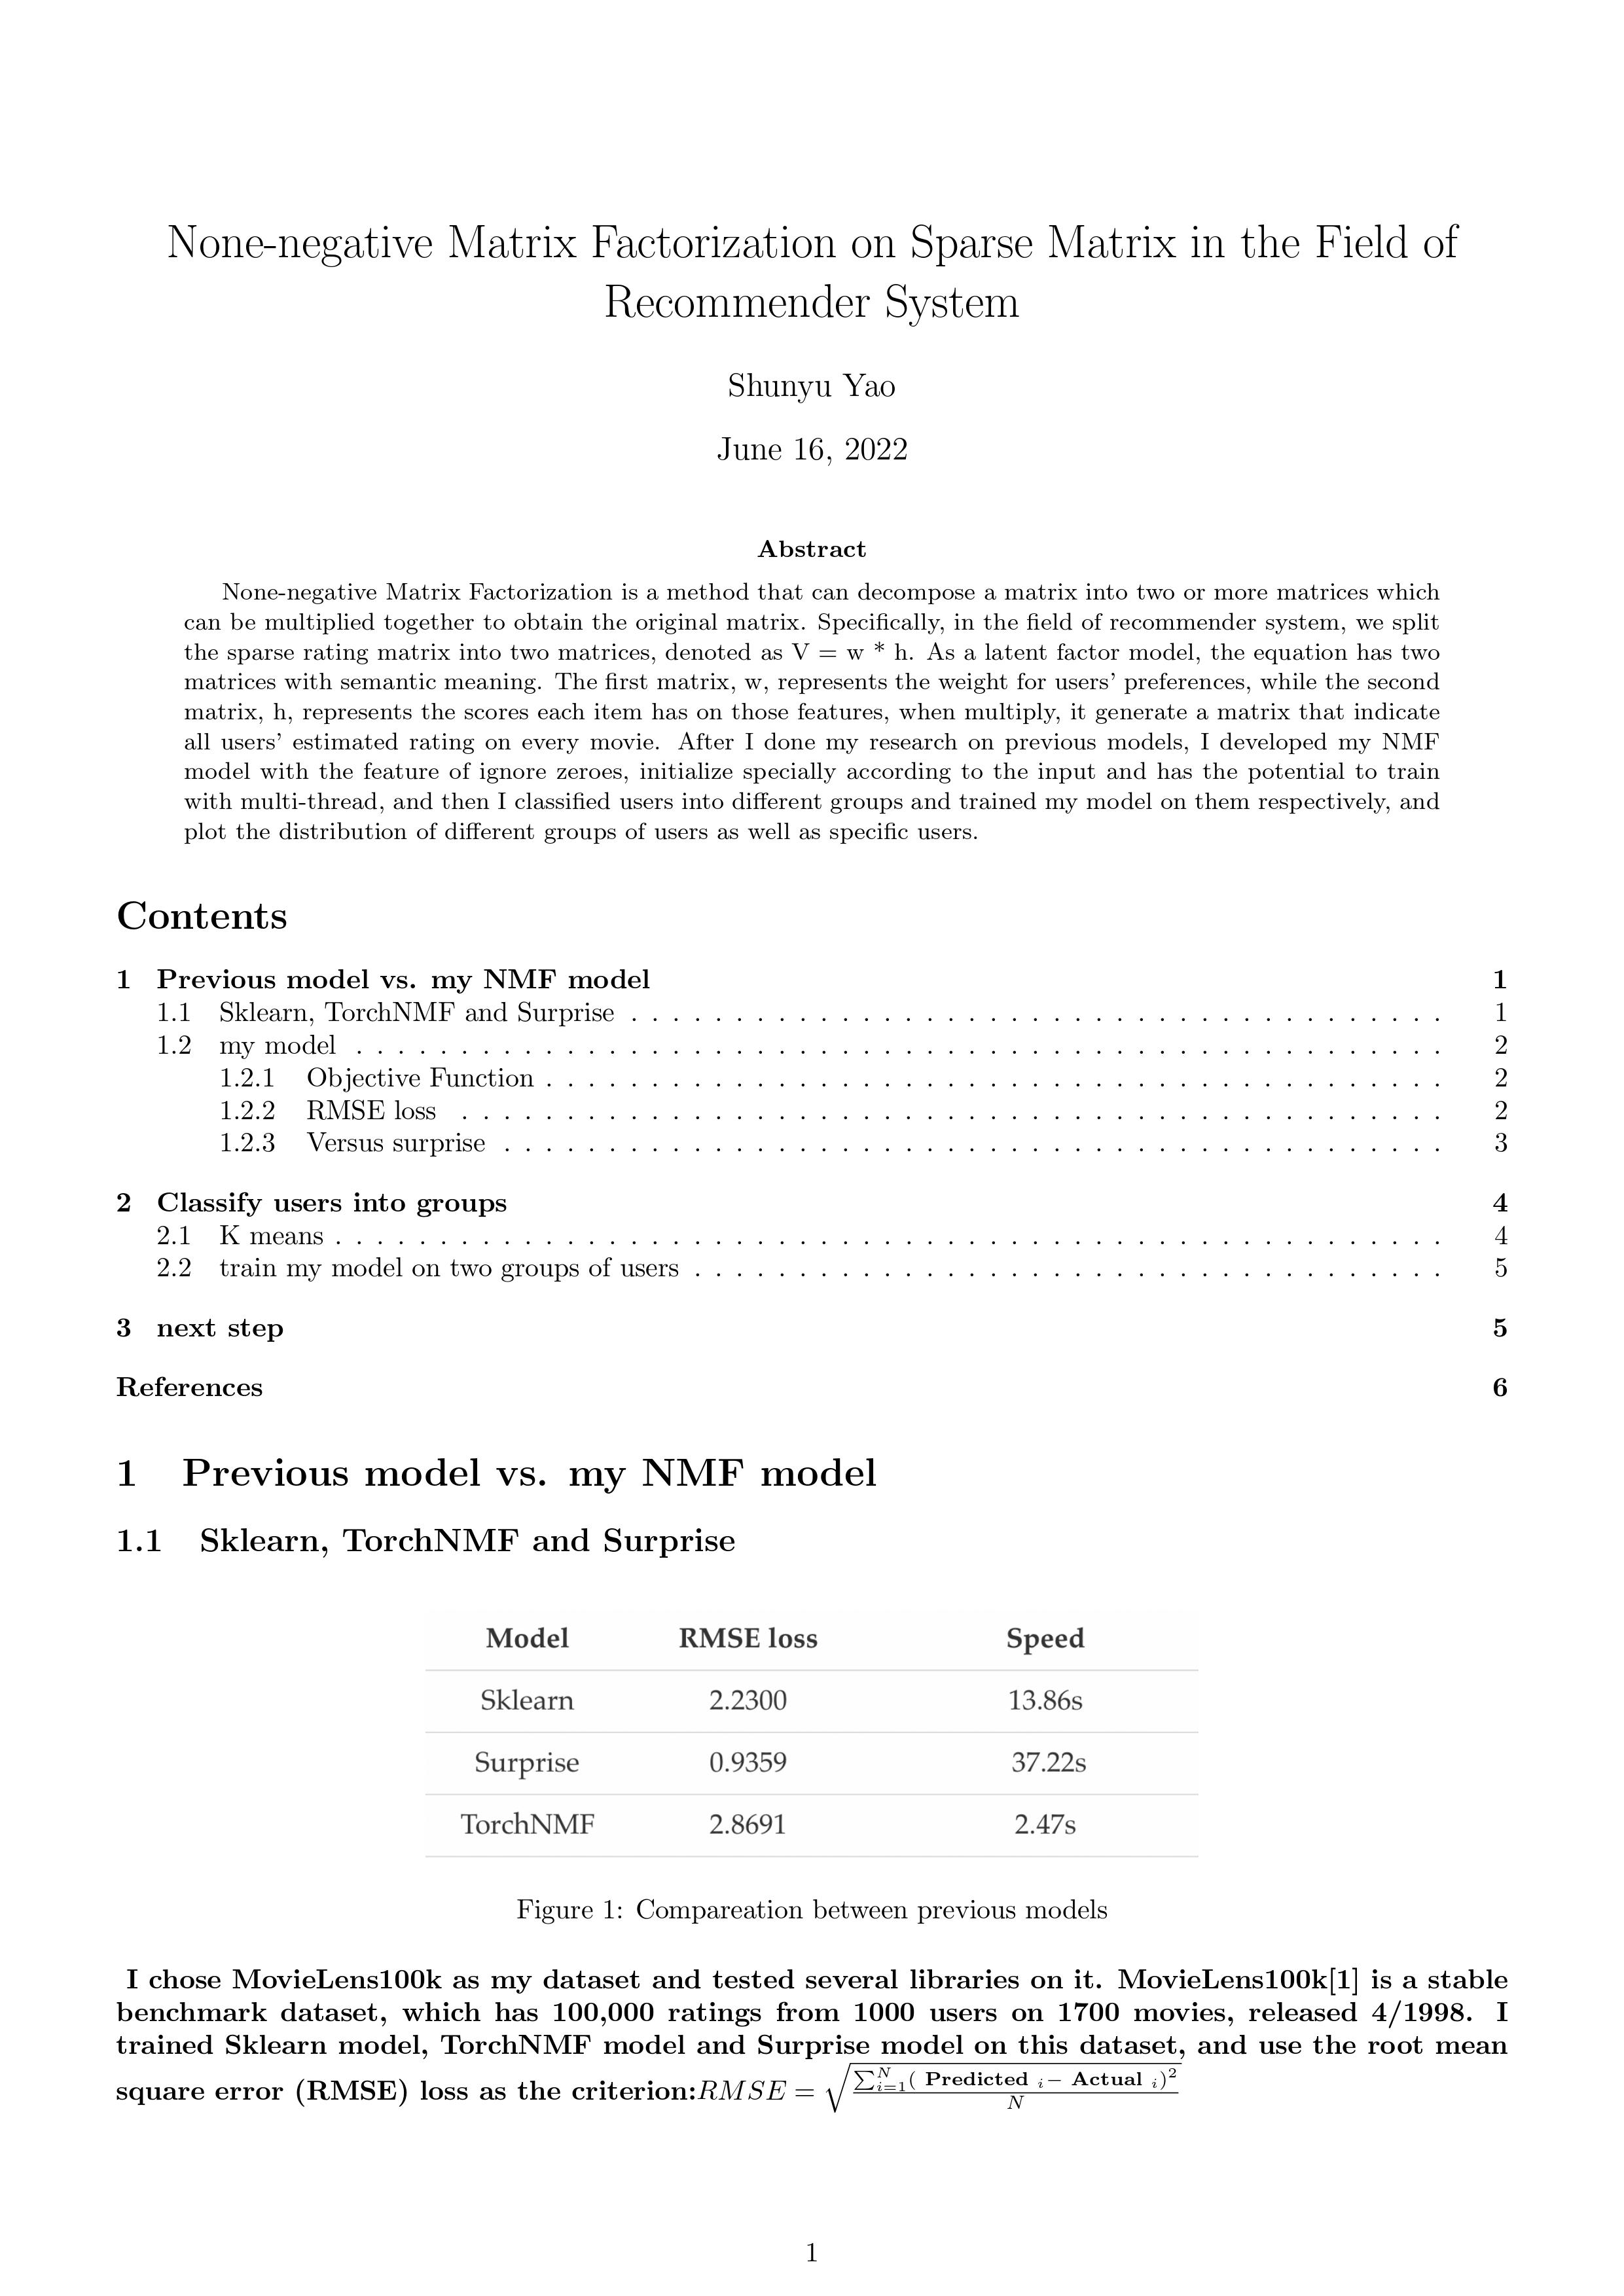 None-negative Matrix Factorization on Sparse Matrix in the Field of
Recommender System
Shunyu Yao
June 16, 2022
Abstract
None-negative Matrix Factorization is a method that can decompose a matrix into two or more matrices which
can be multiplied together to obtain the original matrix. Specifically, in the field of recommender system, we split
the sparse rating matrix into two matrices, denoted as V = w * h. As a latent factor model, the equation has two
matrices with semantic meaning. The first matrix, w, represents the weight for users' preferences, while the second
matrix, h, represents the scores each item has on those features, when multiply, it generate a matrix that indicate
all users' estimated rating on every movie. After I done my research on previous models, I developed my NMF
model with the feature of ignore zeroes, initialize specially according to the input and has the potential to train
with multi-thread, and then I classified users into different groups and trained my model on them respectively, and
plot the distribution of different groups of users as well as specific users.
Contents
1 Previous model vs. my NMF model 1
1.1 Sklearn, TorchNMF and Surprise . . . . . . . . . . . . . . . . . . . . . . . . . . . . . . . . . . . . . . . 1
1.2 my model . . . . . . . . . . . . . . . . . . . . . . . . . . . . . . . . . . . . . . . . . . . . . . . . . . . . 2
1.2.1 Objective Function . . . . . . . . . . . . . . . . . . . . . . . . . . . . . . . . . . . . . . . . . . . 2
1.2.2 RMSE loss . . . . . . . . . . . . . . . . . . . . . . . . . . . . . . . . . . . . . . . . . . . . . . . 2
1.2.3 Versus surprise . . . . . . . . . . . . . . . . . . . . . . . . . . . . . . . . . . . . . . . . . . . . . 3
2 Classify users into groups 4
2.1 K means . . . . . . . . . . . . . . . . . . . . . . . . . . . . . . . . . . . . . . . . . . . . . . . . . . . . . 4
2.2 train my model on two groups of users . . . . . . . . . . . . . . . . . . . . . . . . . . . . . . . . . . . . 5
3 next step 5
References 6
1 Previous model vs. my NMF model
1.1 Sklearn, TorchNMF and Surprise
Model RMSE loss Speed
Sklearn 2.2300 13.86s
Surprise 0.9359 37.22s
TorchNMF 2.8691 2.47s
Figure 1: Compareation between previous models
I chose MovieLens100k as my dataset and tested several libraries on it. MovieLens100k[1] is a stable
benchmark dataset, which has 100,000 ratings from 1000 users on 1700 movies, released 4/1998. I
trained Sklearn model, TorchNMF model and Surprise model on this dataset, and use the root mean
square error (RMSE) loss as the criterion:$RMSE = \sqrt{\frac{\sum_{i=1}^{N} (\text{ Predicted }_i - \text{ Actual }_i)^2}{N}}$
1